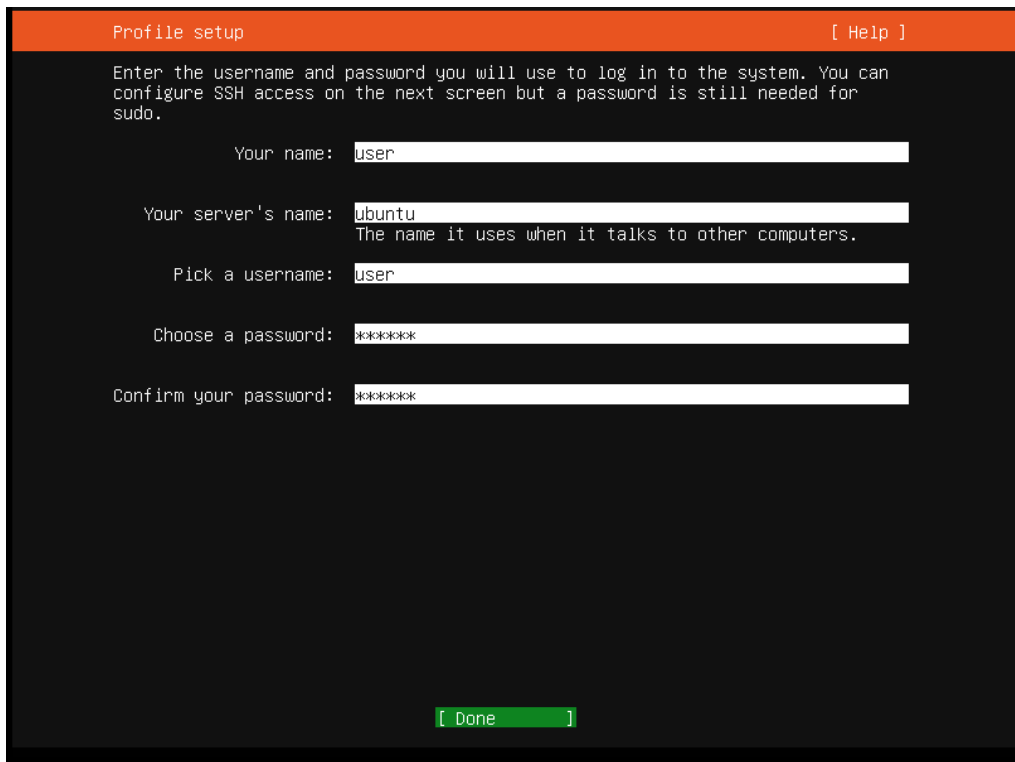 Profile setup [ Help ]
Enter the username and password you will use to log in to the system. You can
configure SSH access on the next screen but a password is still needed for
sudo.
Your name: user
Your server's name: ubuntu
The name it uses when it talks to other computers.
Pick a username: user
Choose a password: ******
Confirm your password: ******
[ Done ]